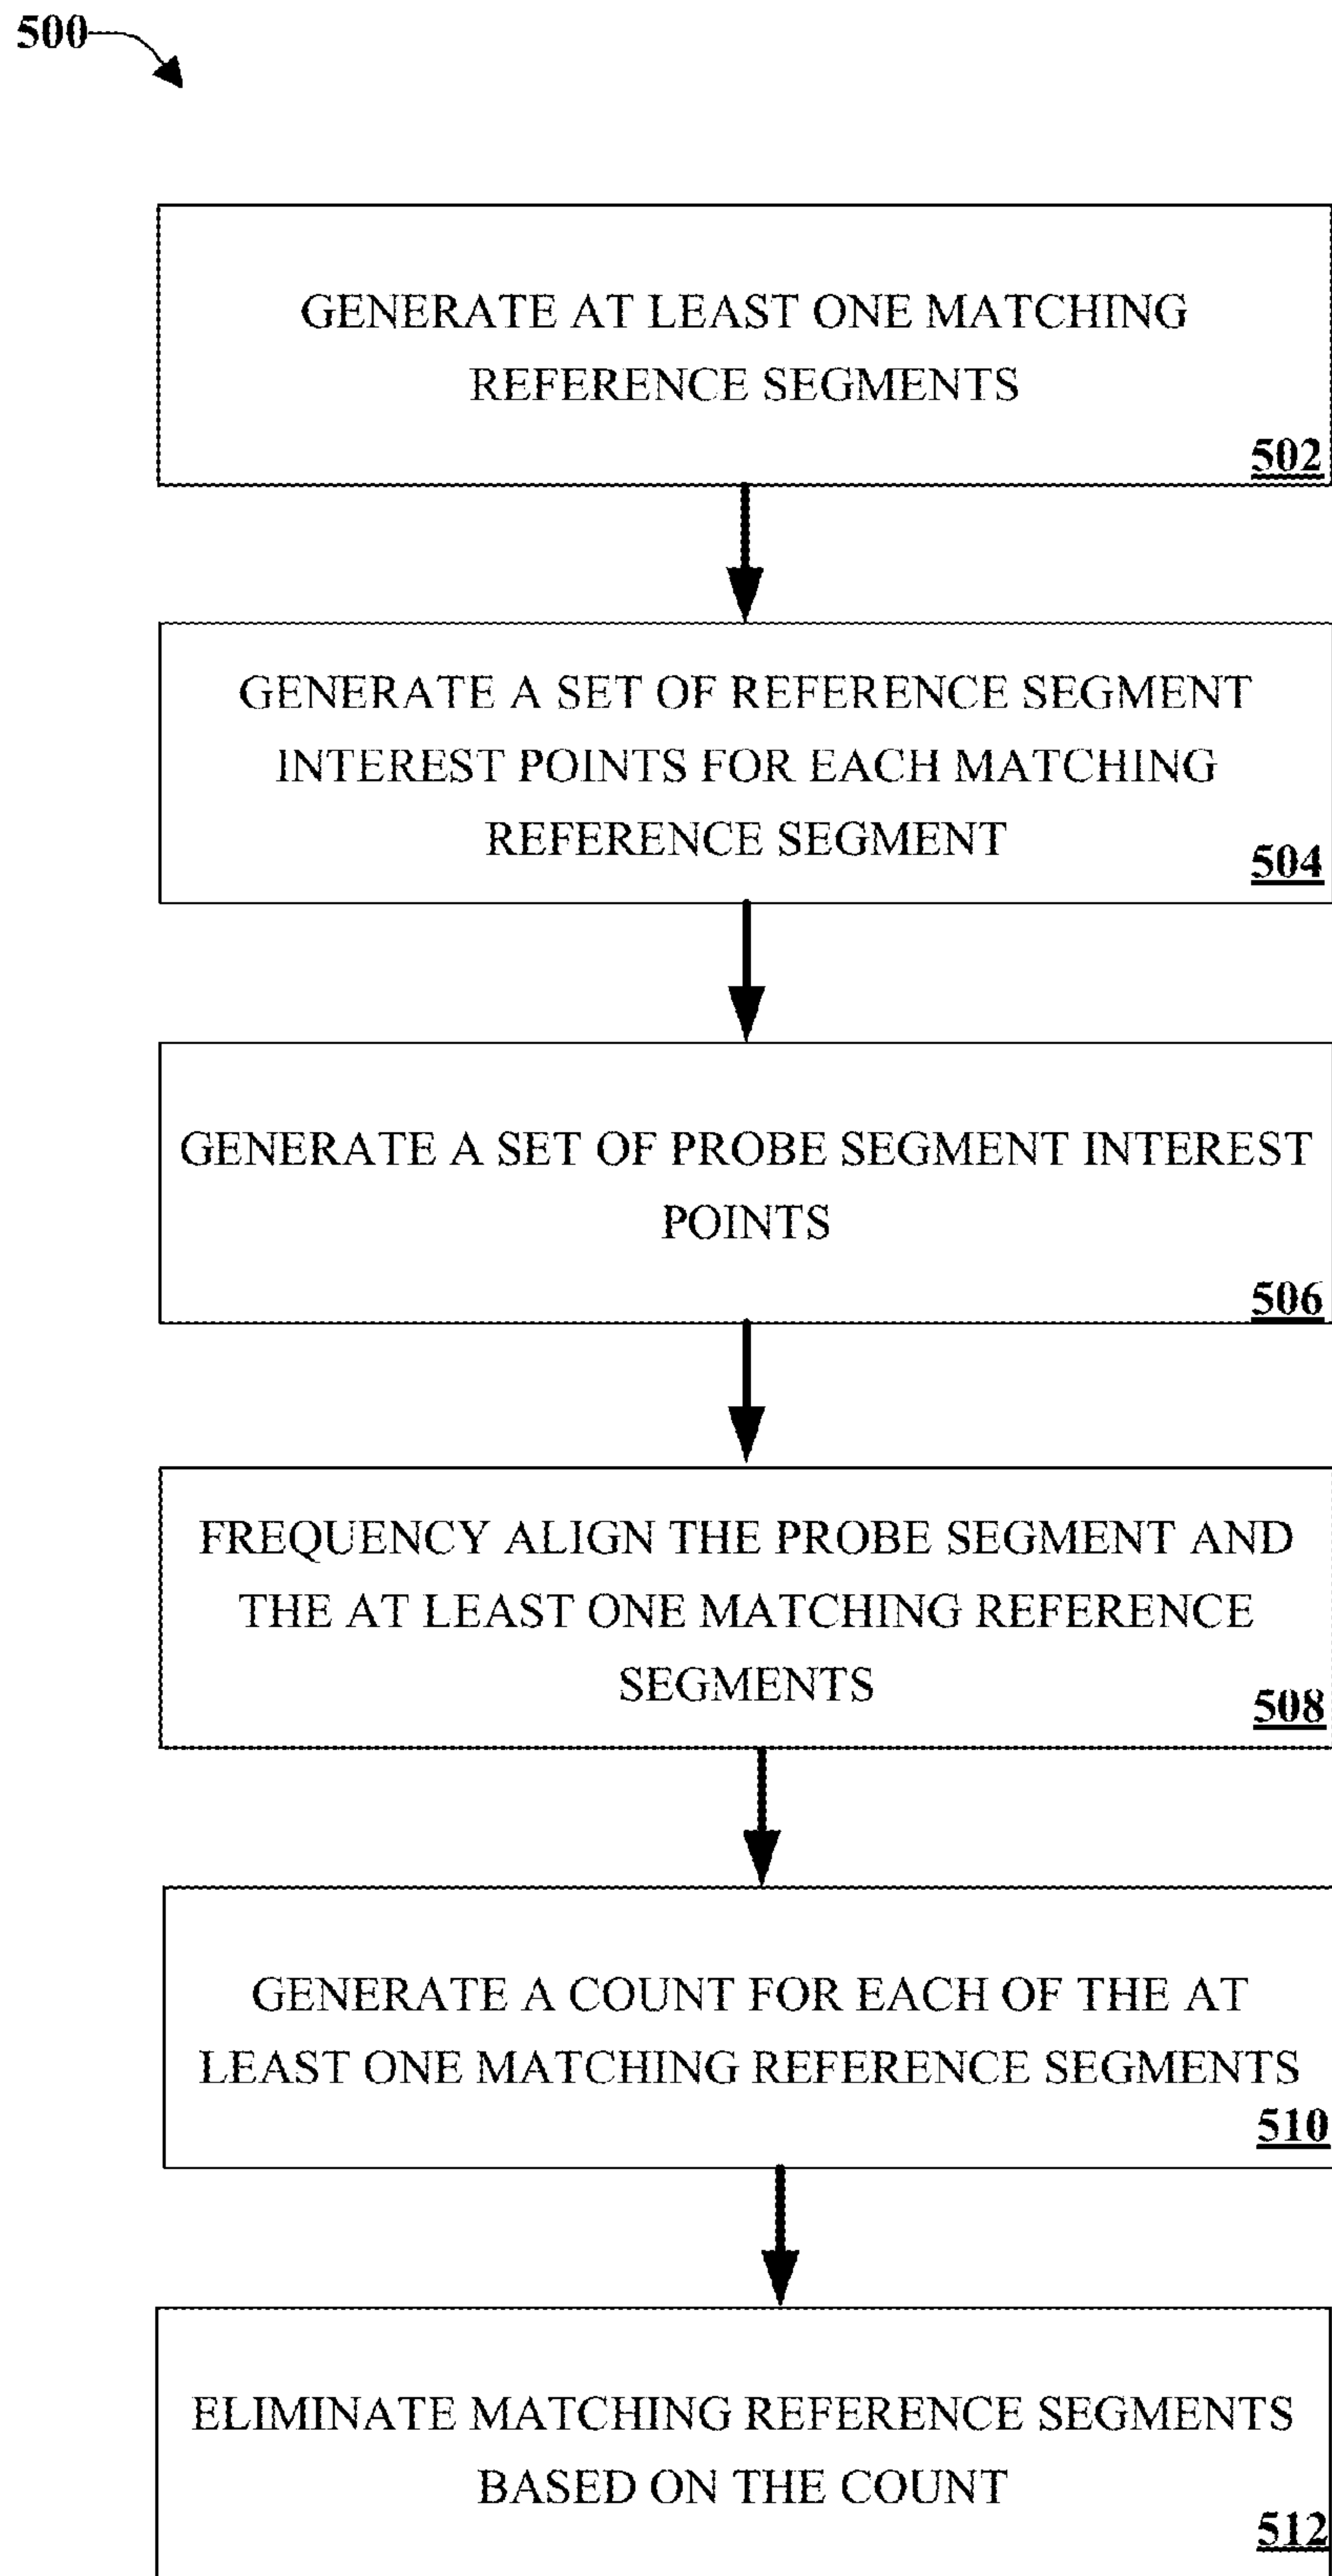 500
GENERATE AT LEAST ONE MATCHING
REFERENCE SEGMENTS
502
GENERATE A SET OF REFERENCE SEGMENT
INTEREST POINTS FOR EACH MATCHING
REFERENCE SEGMENT
504
GENERATE A SET OF PROBE SEGMENT INTEREST
POINTS
506
FREQUENCY ALIGN THE PROBE SEGMENT AND
THE AT LEAST ONE MATCHING REFERENCE
SEGMENTS
508
GENERATE A COUNT FOR EACH OF THE AT
LEAST ONE MATCHING REFERENCE SEGMENTS
510
ELIMINATE MATCHING REFERENCE SEGMENTS
BASED ON THE COUNT
512